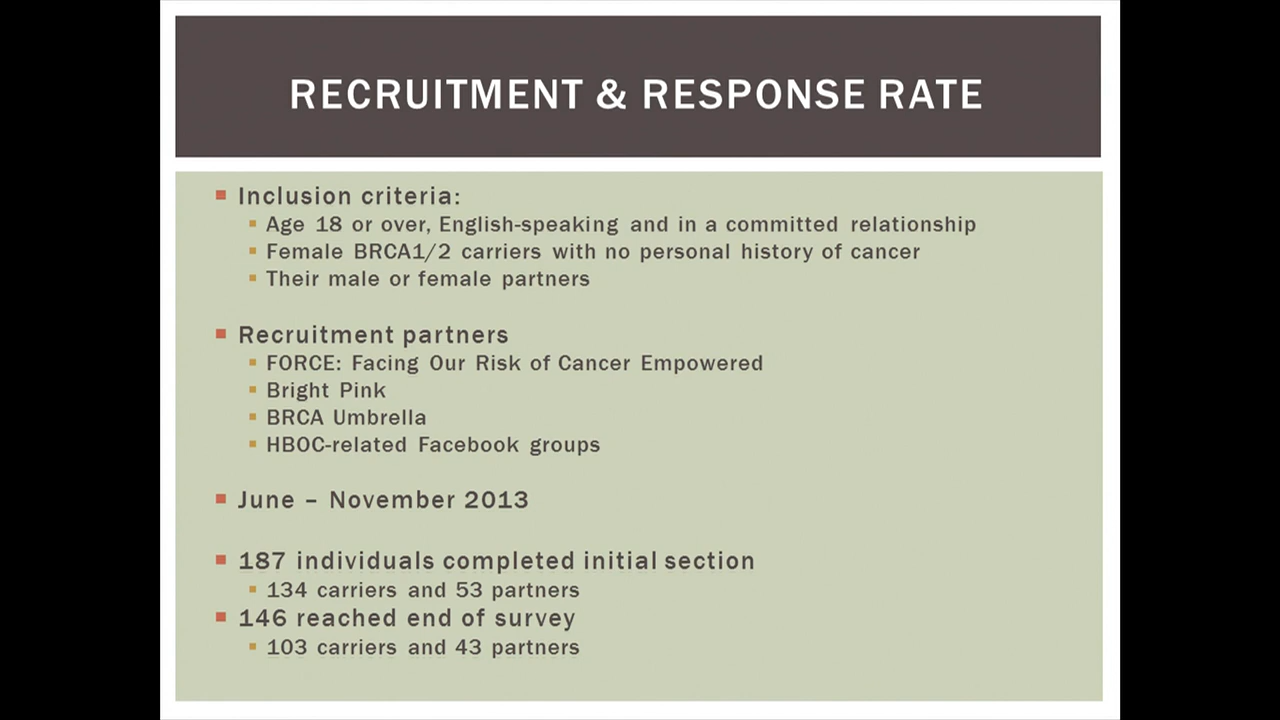 RECRUITMENT & RESPONSE RATE
Inclusion criteria:
Age 18 or over, English-speaking and in a committed relationship
Female BRCA1/2 carriers with no personal history of cancer
Their male or female partners
Recruitment partners
FORCE: Facing Our Risk of Cancer Empowered
Bright Pink
BRCA Umbrella
HBOC-related Facebook groups
June – November 2013
187 individuals completed initial section
134 carriers and 53 partners
146 reached end of survey
103 carriers and 43 partners